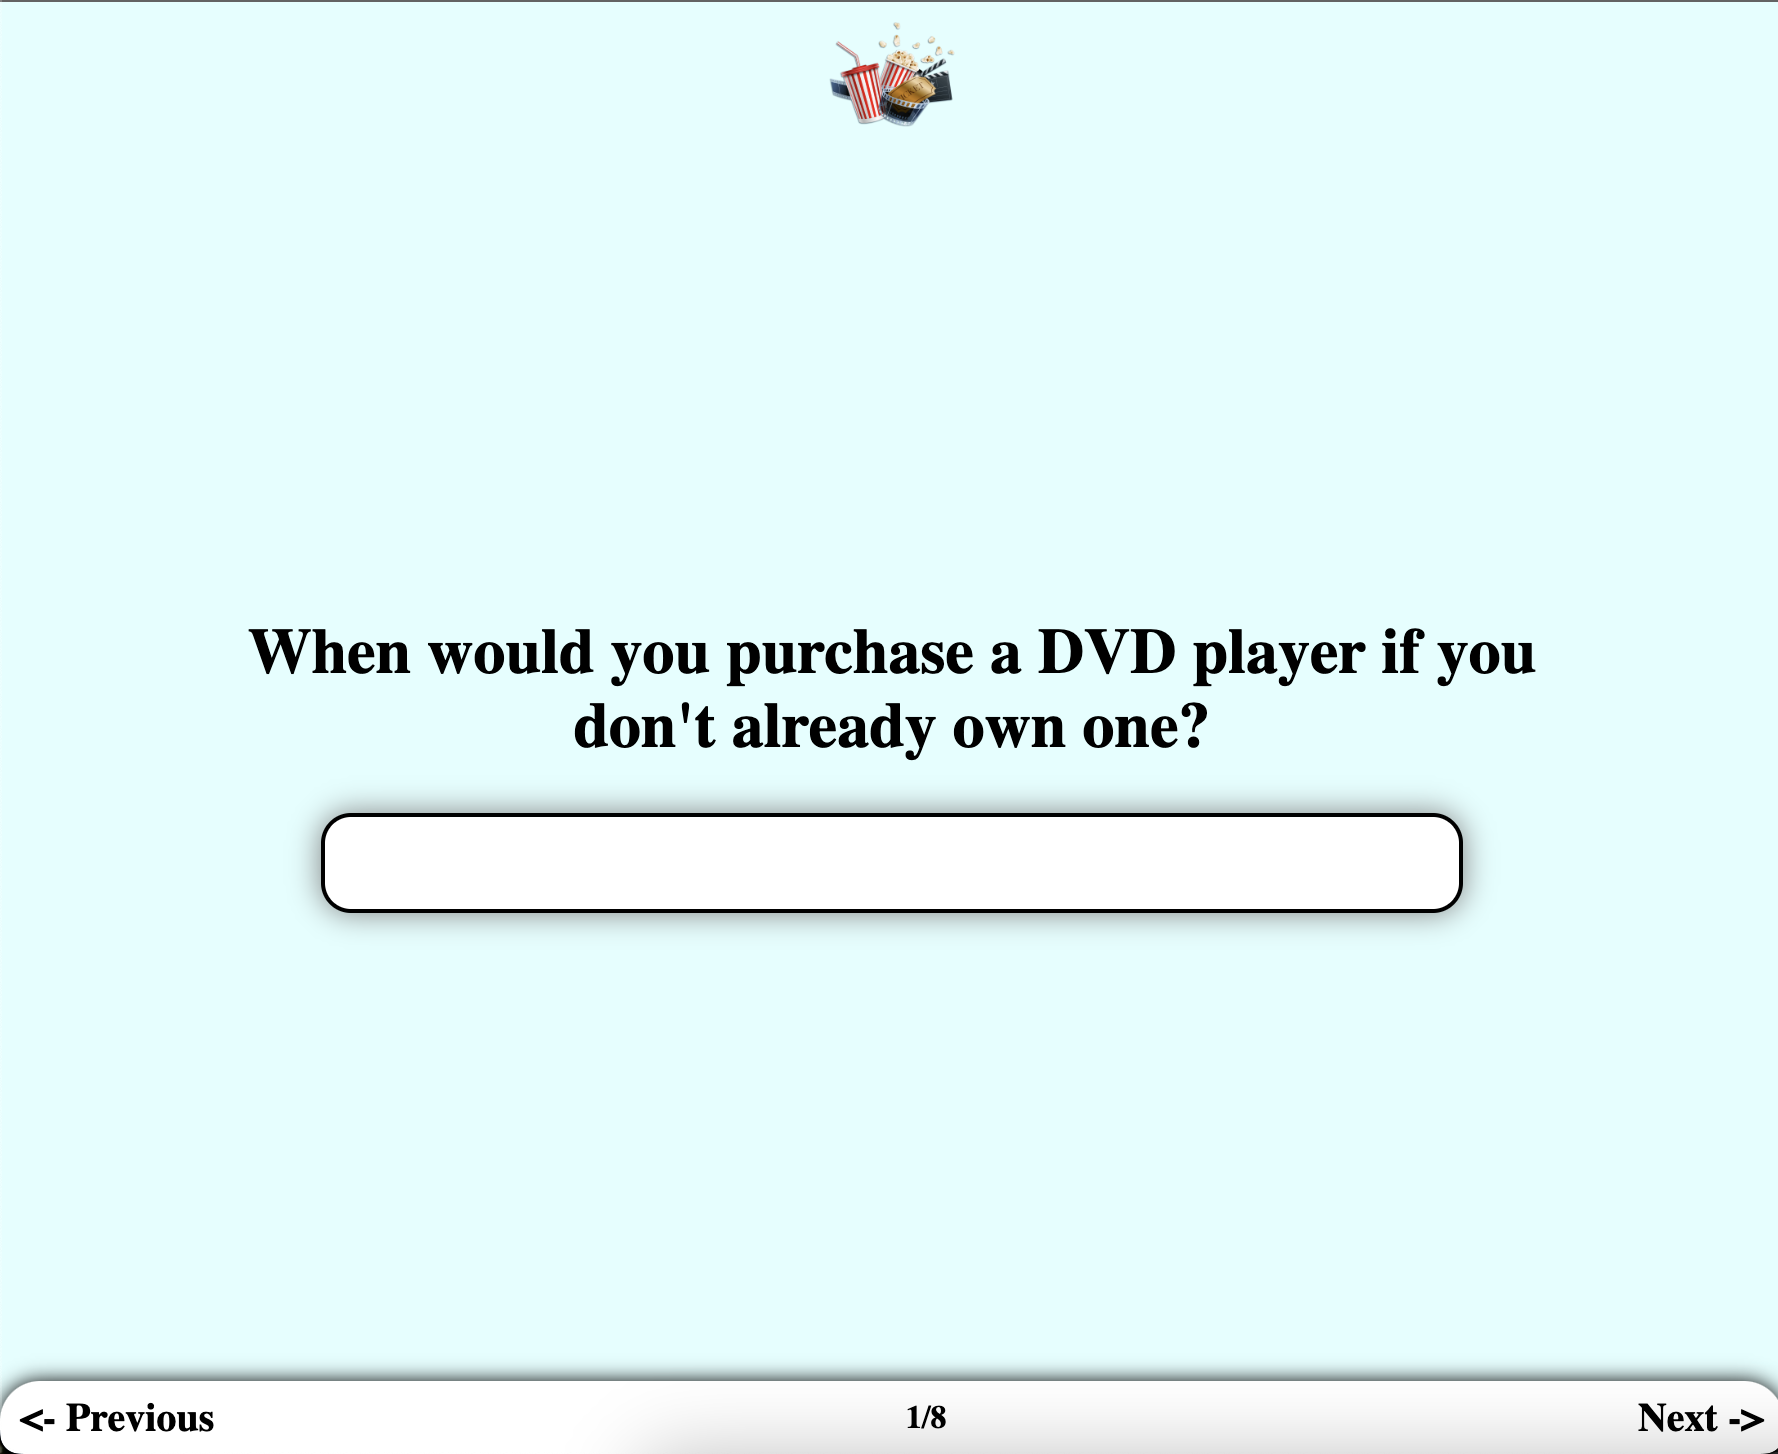 When would you purchase a DVD player if you
don't already own one?
<- Previous
1/8
Next ->